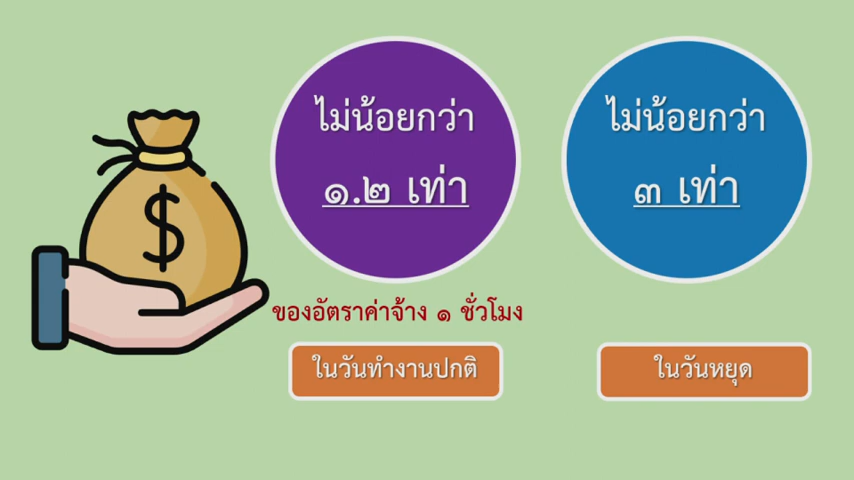 ไม่น้อยกว่า
๑.๒ เท่า
ของอัตราค่าจ้าง ๑ ชั่วโมง
ในวันทำงานปกติ
ไม่น้อยกว่า
๓ เท่า
ในวันหยุด
$